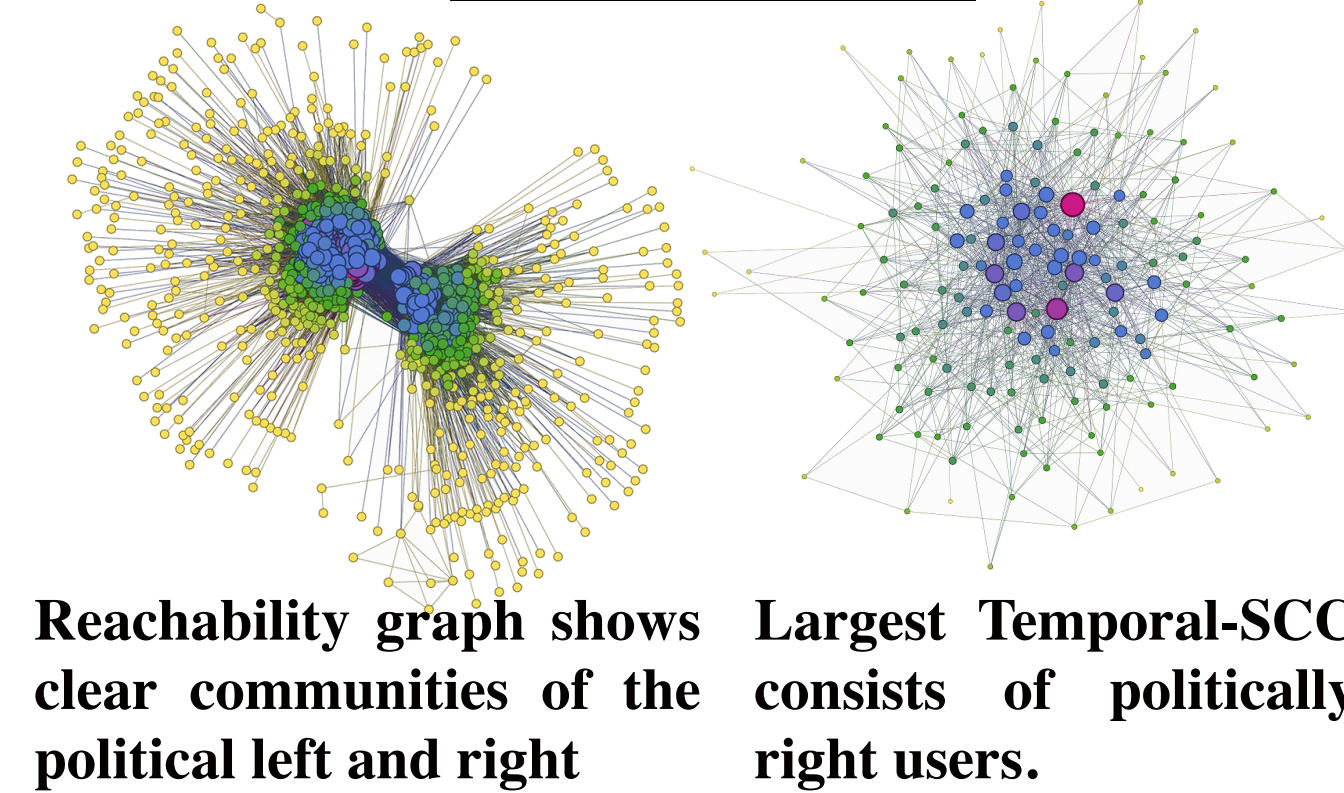 Reachability graph shows
clear communities of the
political left and right
Largest Temporal-SCC
consists of politically
right users.